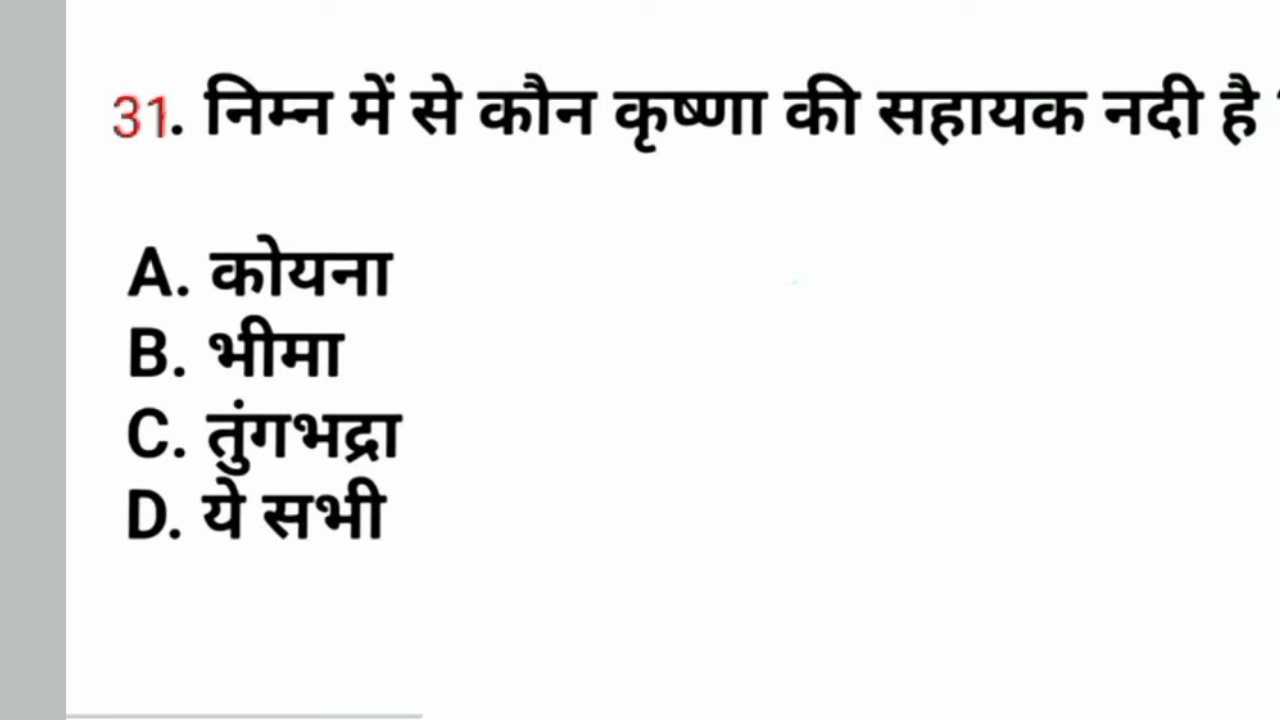 31. निम्न में से कौन कृष्णा की सहायक नदी है
A. कोयना
B. भीमा
C. तुंगभद्रा
D. ये सभी